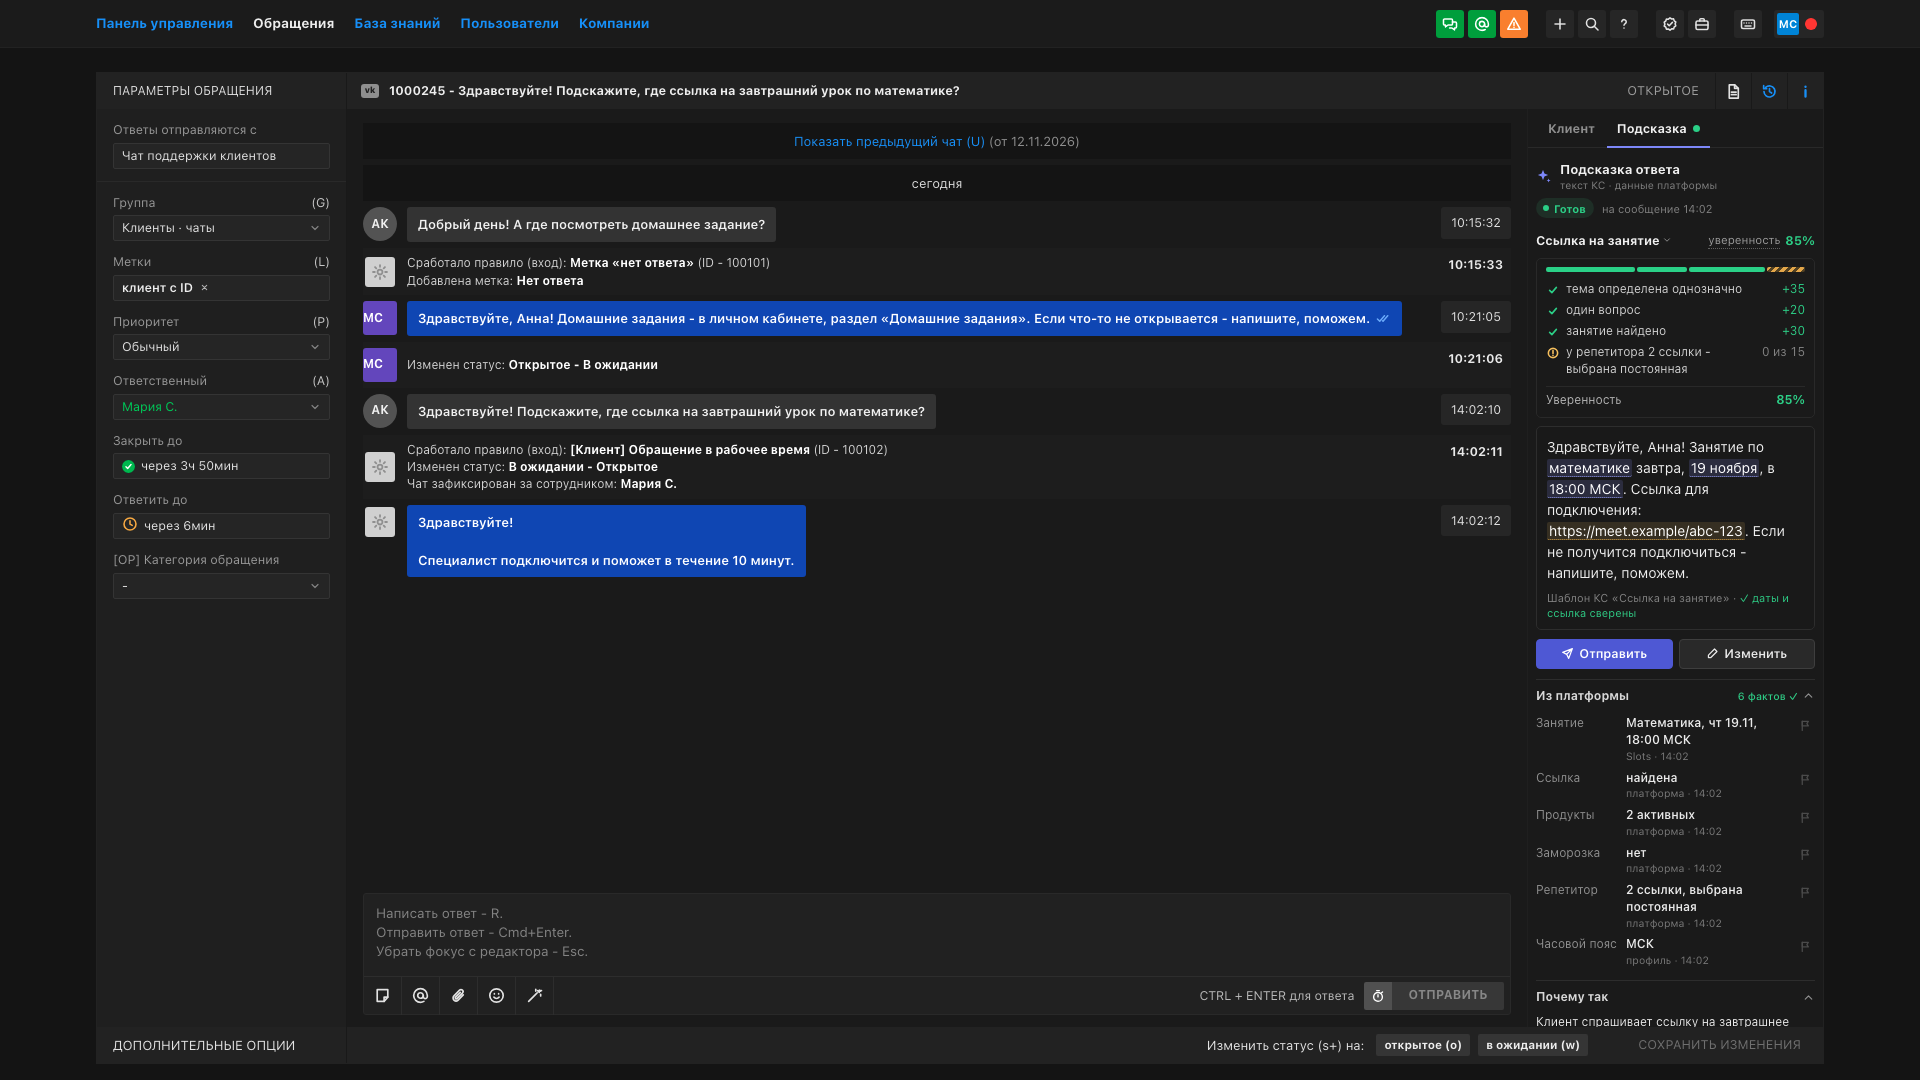 Панель управления
Обращения
База знаний
Пользователи
Компании
?
МС
ПАРАМЕТРЫ ОБРАЩЕНИЯ
Ответы отправляются с
Чат поддержки клиентов
Группа (G)
Клиенты · чаты
Метки (L)
клиент с ID ×
Приоритет (P)
Обычный
Ответственный (A)
Мария С.
Закрыть до
через 3ч 50мин
Ответить до
через 6мин
[OP] Категория обращения
-
ДОПОЛНИТЕЛЬНЫЕ ОПЦИИ
vk 1000245 - Здравствуйте! Подскажите, где ссылка на завтрашний урок по математике?
ОТКРЫТОЕ
i
Показать предыдущий чат (U) (от 12.11.2026)
сегодня
АК Добрый день! А где посмотреть домашнее задание? 10:15:32
Сработало правило (вход): Метка «нет ответа» (ID - 100101) 10:15:33
Добавлена метка: Нет ответа
МС Здравствуйте, Анна! Домашние задания - в личном кабинете, раздел «Домашние задания». Если что-то не открывается - напишите, поможем. 10:21:05
МС Изменен статус: Открытое - В ожидании 10:21:06
АК Здравствуйте! Подскажите, где ссылка на завтрашний урок по математике? 14:02:10
Сработало правило (вход): [Клиент] Обращение в рабочее время (ID - 100102) 14:02:11
Изменен статус: В ожидании - Открытое
Чат зафиксирован за сотрудником: Мария С.
Здравствуйте! 14:02:12
Специалист подключится и поможет в течение 10 минут.
Написать ответ - R.
Отправить ответ - Cmd+Enter.
Убрать фокус с редактора - Esc.
CTRL + ENTER для ответа
ОТПРАВИТЬ
Изменить статус (s+) на:
открытое (o)
в ожидании (w)
СОХРАНИТЬ ИЗМЕНЕНИЯ
Клиент
Подсказка
Подсказка ответа
текст КС · данные платформы
Готов
на сообщение 14:02
Ссылка на занятие
уверенность 85%
тема определена однозначно +35
один вопрос +20
занятие найдено +30
у репетитора 2 ссылки - 0 из 15
выбрана постоянная
Уверенность 85%
Здравствуйте, Анна! Занятие по
математике завтра, 19 ноября, в
18:00 МСК. Ссылка для
подключения:
https://meet.example/abc-123. Если
не получится подключиться -
напишите, поможем.
Шаблон КС «Ссылка на занятие» · ✓ даты и
ссылка сверены
Отправить
Изменить
Из платформы
6 фактов ✓
Занятие Математика, чт 19.11,
18:00 МСК
Slots · 14:02
Ссылка найдена
платформа · 14:02
Продукты 2 активных
платформа · 14:02
Заморозка нет
платформа · 14:02
Репетитор 2 ссылки, выбрана
постоянная
платформа · 14:02
Часовой пояс МСК
профиль · 14:02
Почему так
Клиент спрашивает ссылку на завтрашнее